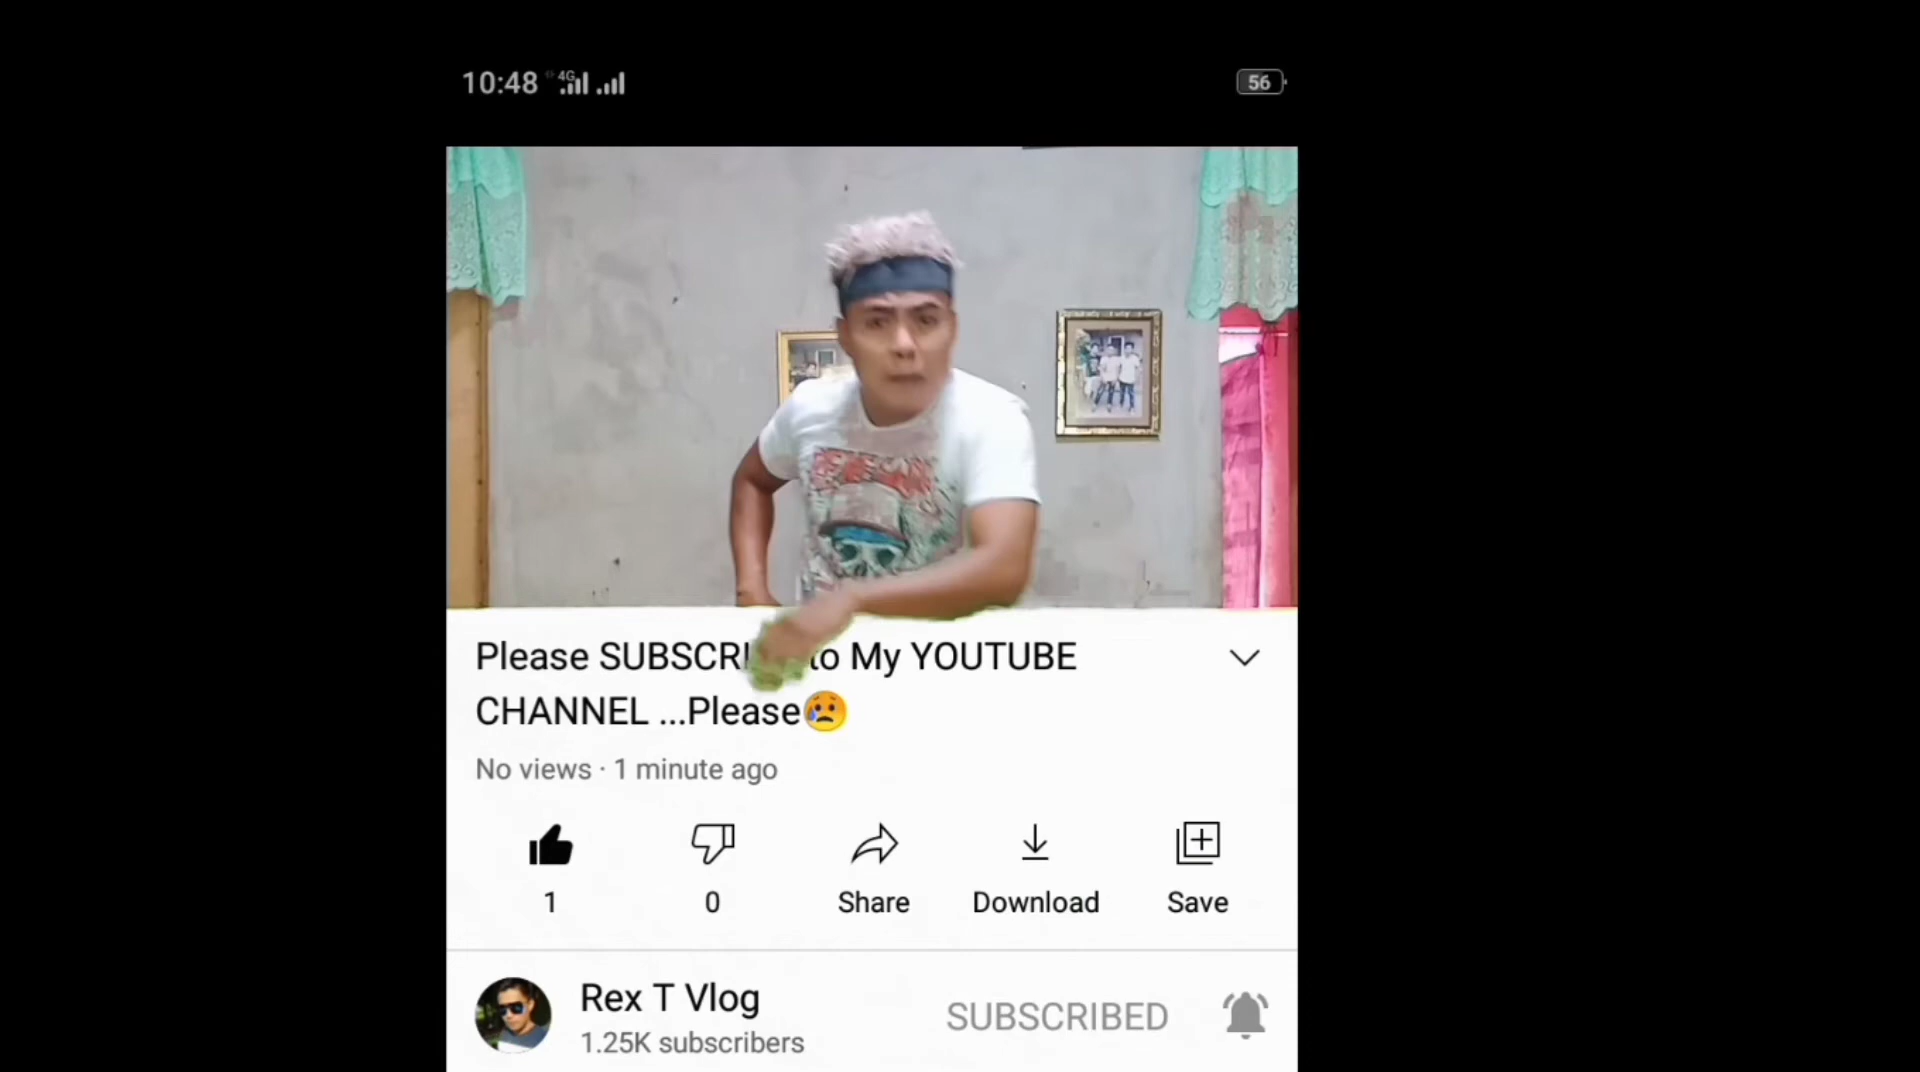 10:48 4G 56
Please SUBSCRI to My YOUTUBE
CHANNEL ...Please😥
No views · 1 minute ago
1 0 Share Download Save
Rex T Vlog
1.25K subscribers
SUBSCRIBED